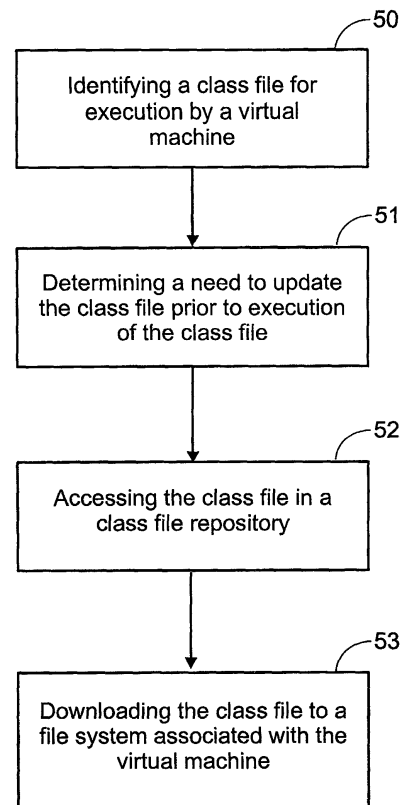 50
Identifying a class file for
execution by a virtual
machine
51
Determining a need to update
the class file prior to execution
of the class file
52
Accessing the class file in a
class file repository
53
Downloading the class file to a
file system associated with the
virtual machine